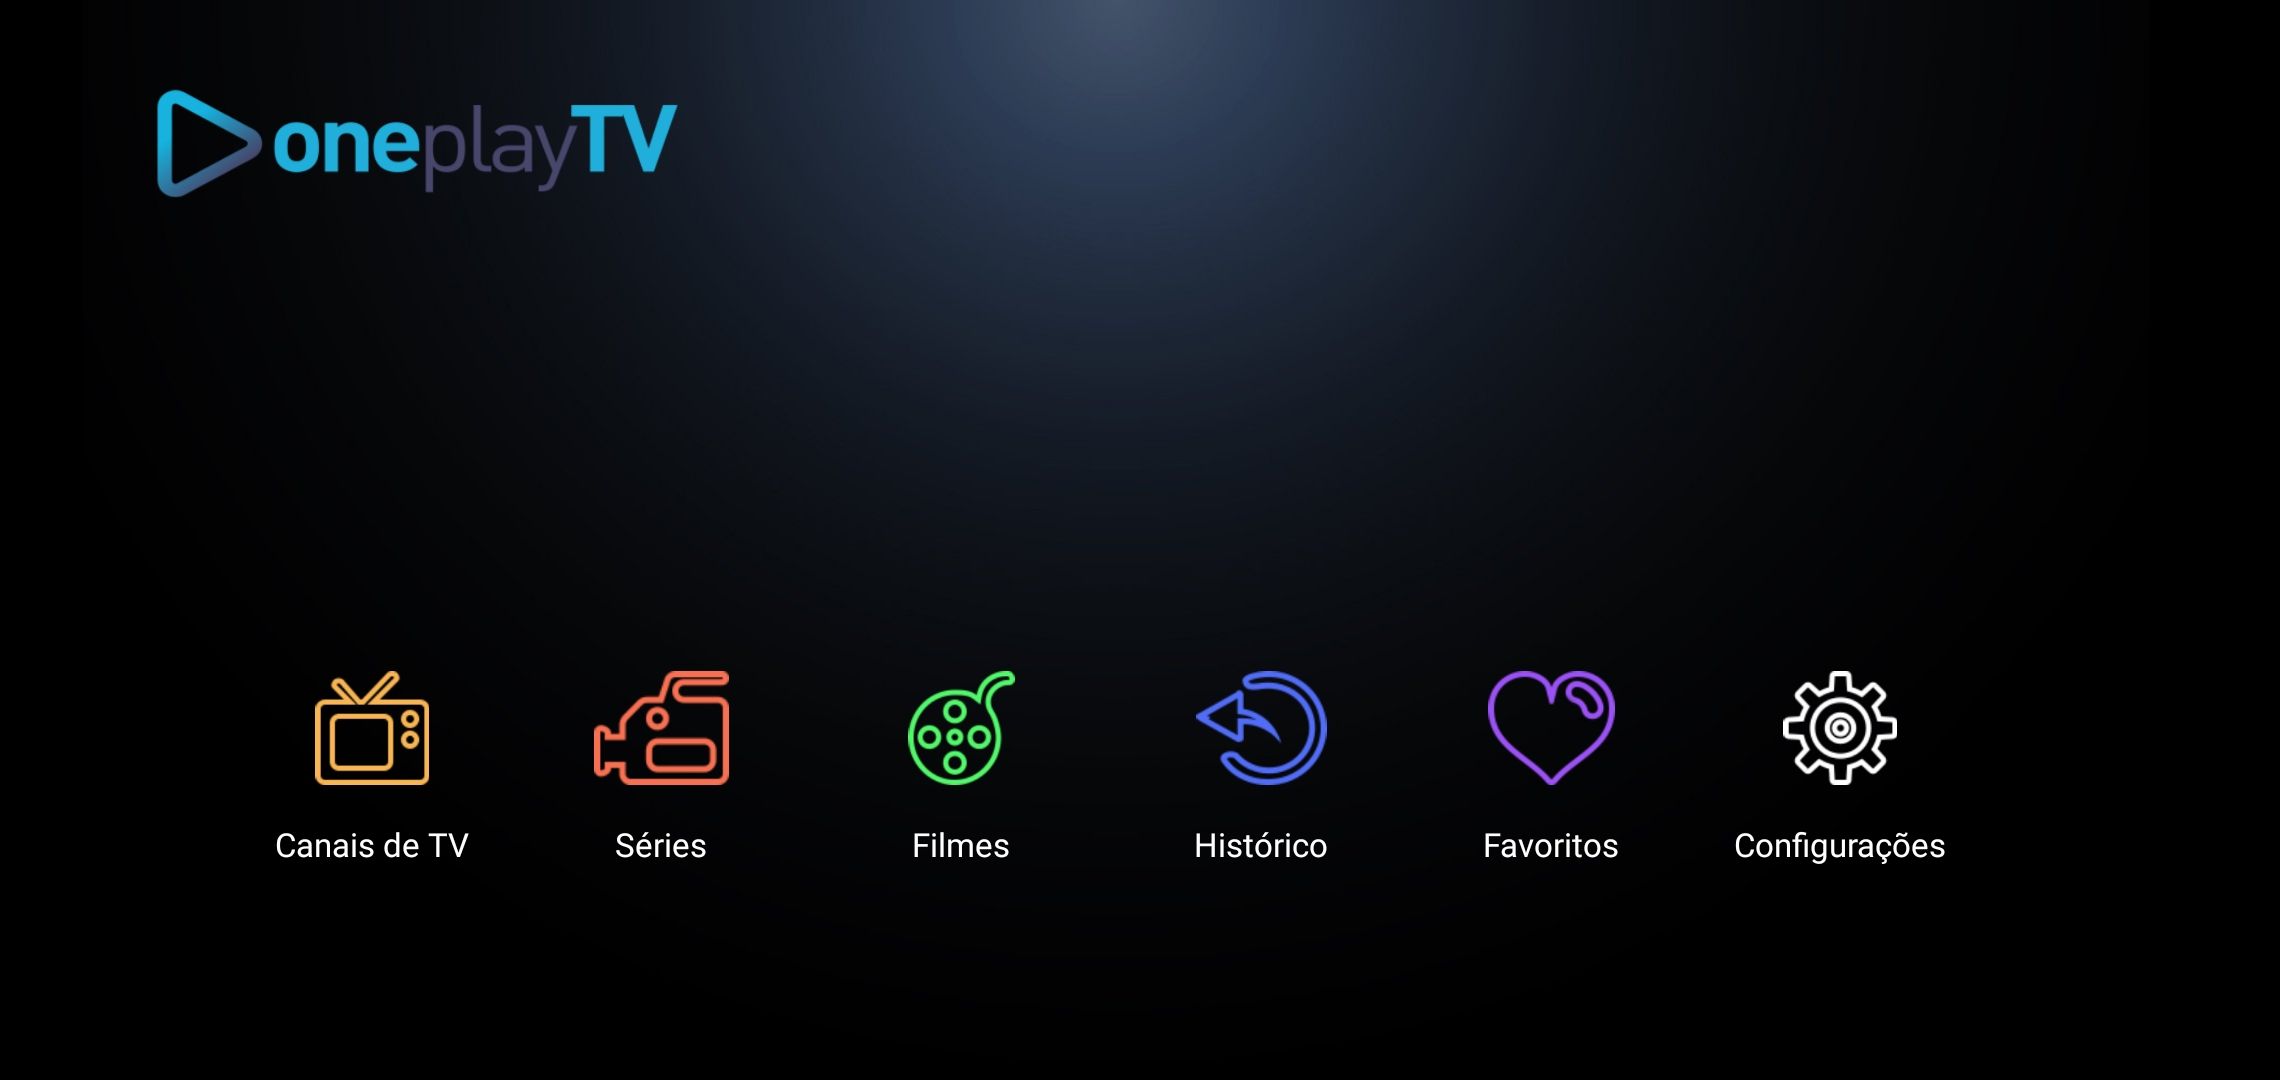 oneplayTV
Canais de TV
Séries
Filmes
Histórico
Favoritos
Configurações